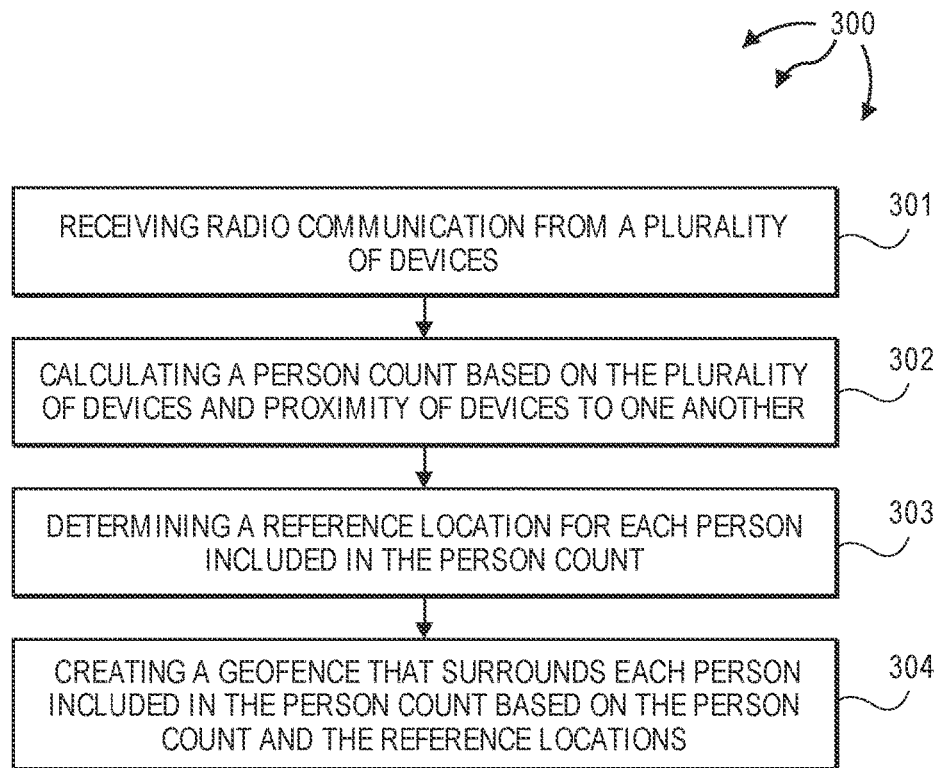 300
RECEIVING RADIO COMMUNICATION FROM A PLURALITY
OF DEVICES
301
CALCULATING A PERSON COUNT BASED ON THE PLURALITY
OF DEVICES AND PROXIMITY OF DEVICES TO ONE ANOTHER
302
DETERMINING A REFERENCE LOCATION FOR EACH PERSON
INCLUDED IN THE PERSON COUNT
303
CREATING A GEOFENCE THAT SURROUNDS EACH PERSON
INCLUDED IN THE PERSON COUNT BASED ON THE PERSON
COUNT AND THE REFERENCE LOCATIONS
304